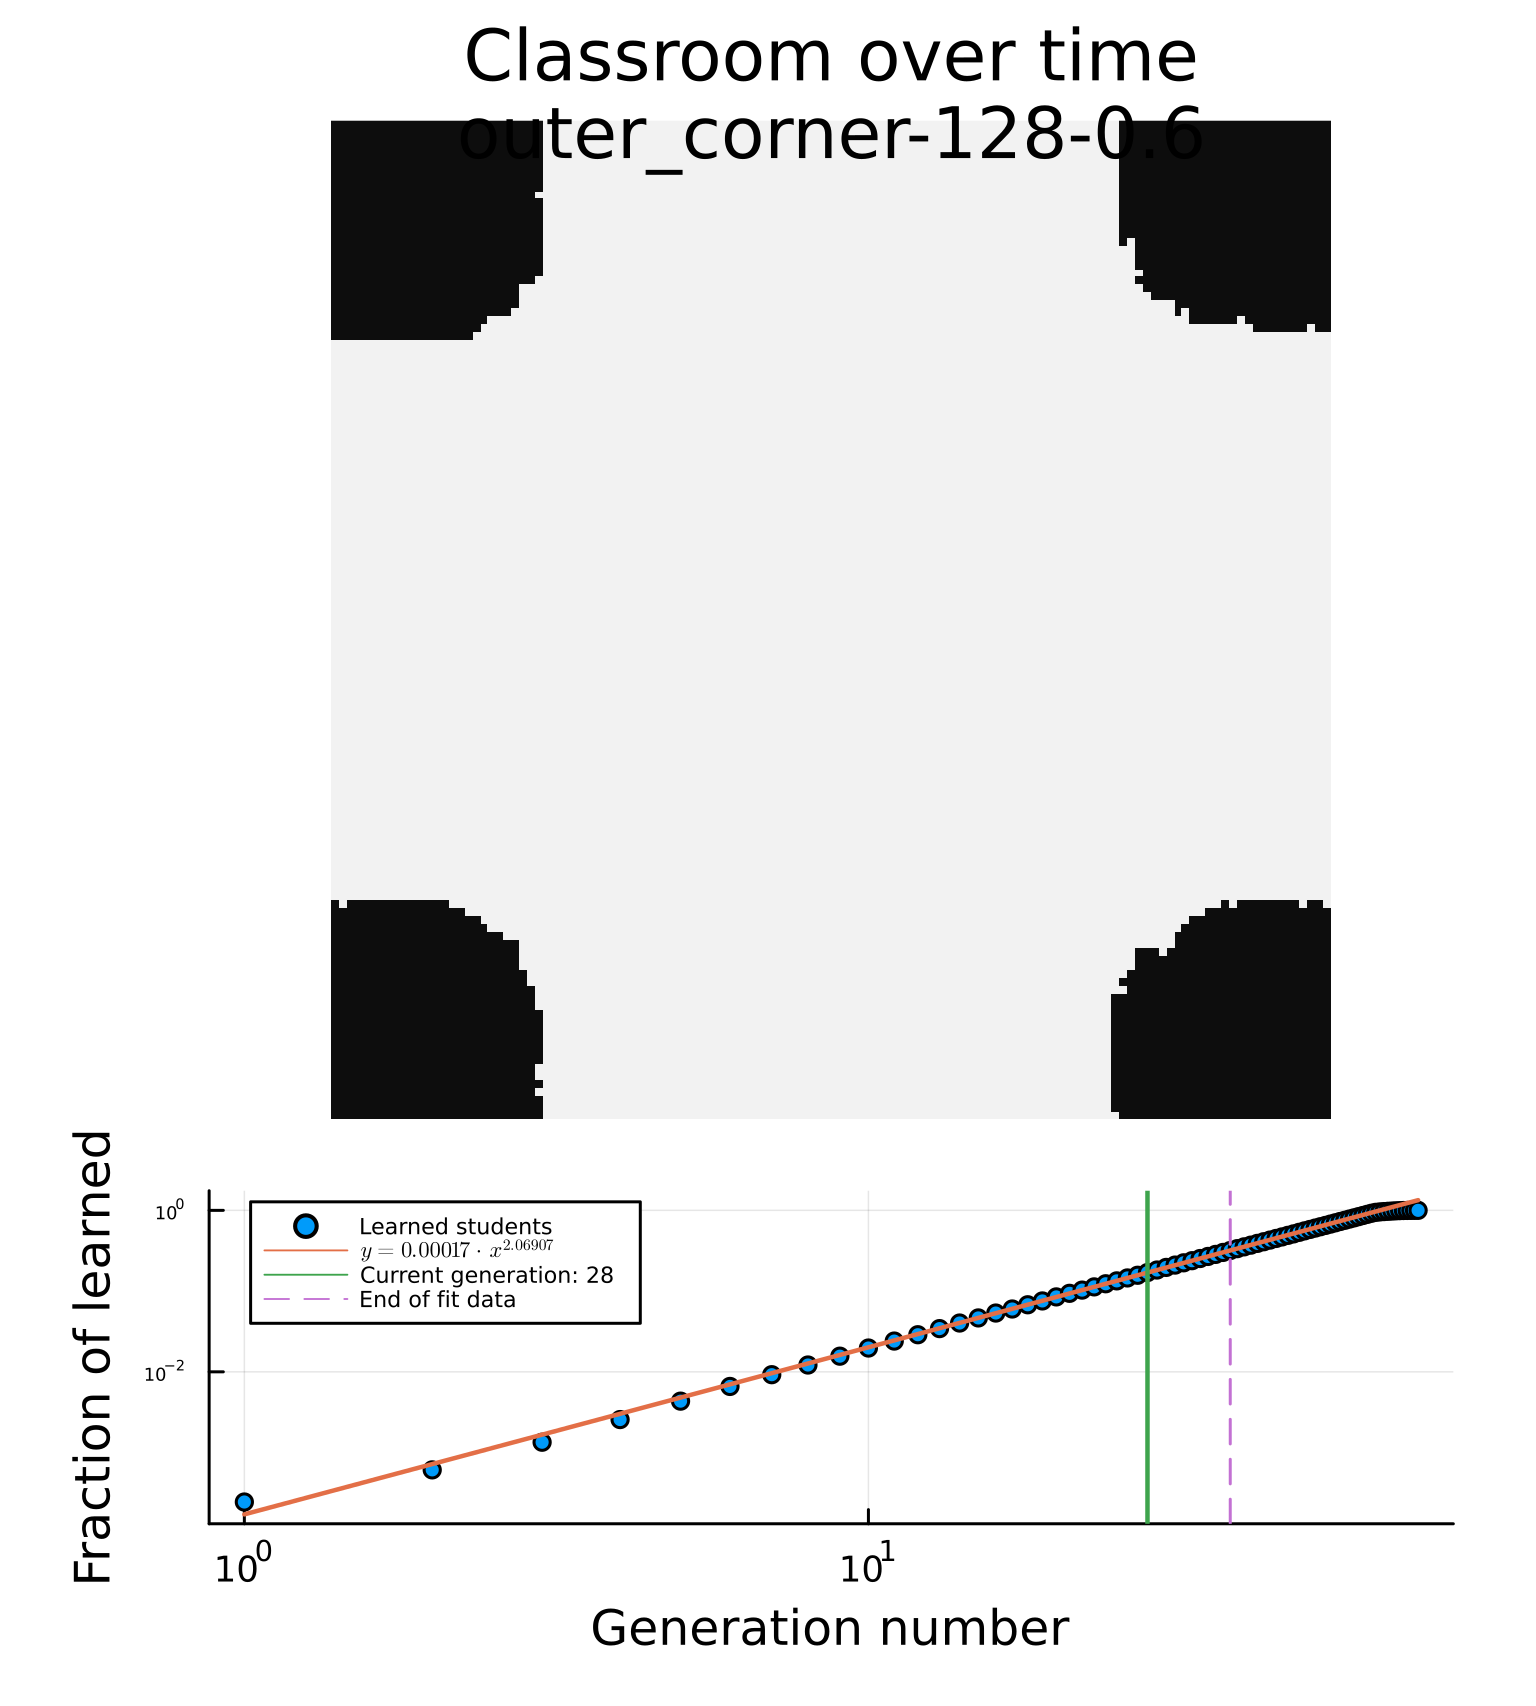 Classroom over time
outer_corner-128-0.6
Fraction of learned
10⁰
10⁻²
Learned students
y = 0.00017 · x^2.06907
Current generation: 28
End of fit data
10⁰
10¹
Generation number